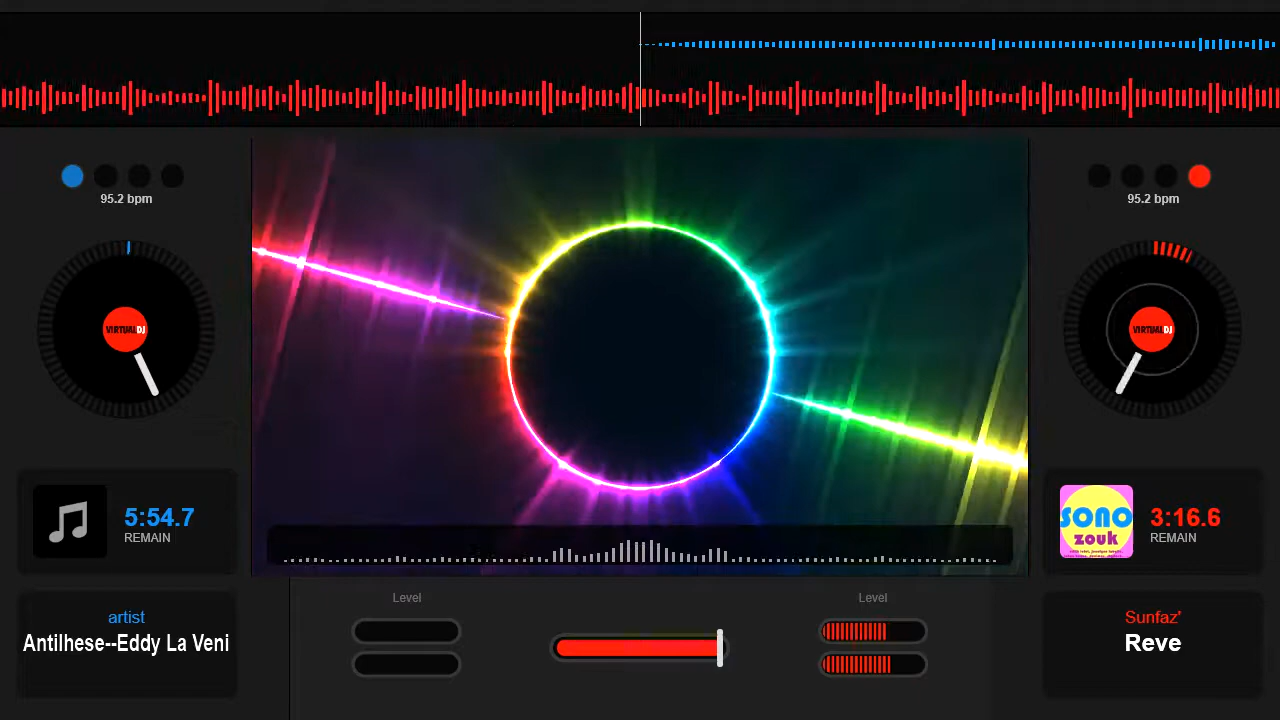 95.2 bpm
95.2 bpm
VIRTUALDJ
VIRTUALDJ
5:54.7
REMAIN
SONO
zouk
3:16.6
REMAIN
artist
Antilhese--Eddy La Veni
Level
Level
Sunfaz'
Reve